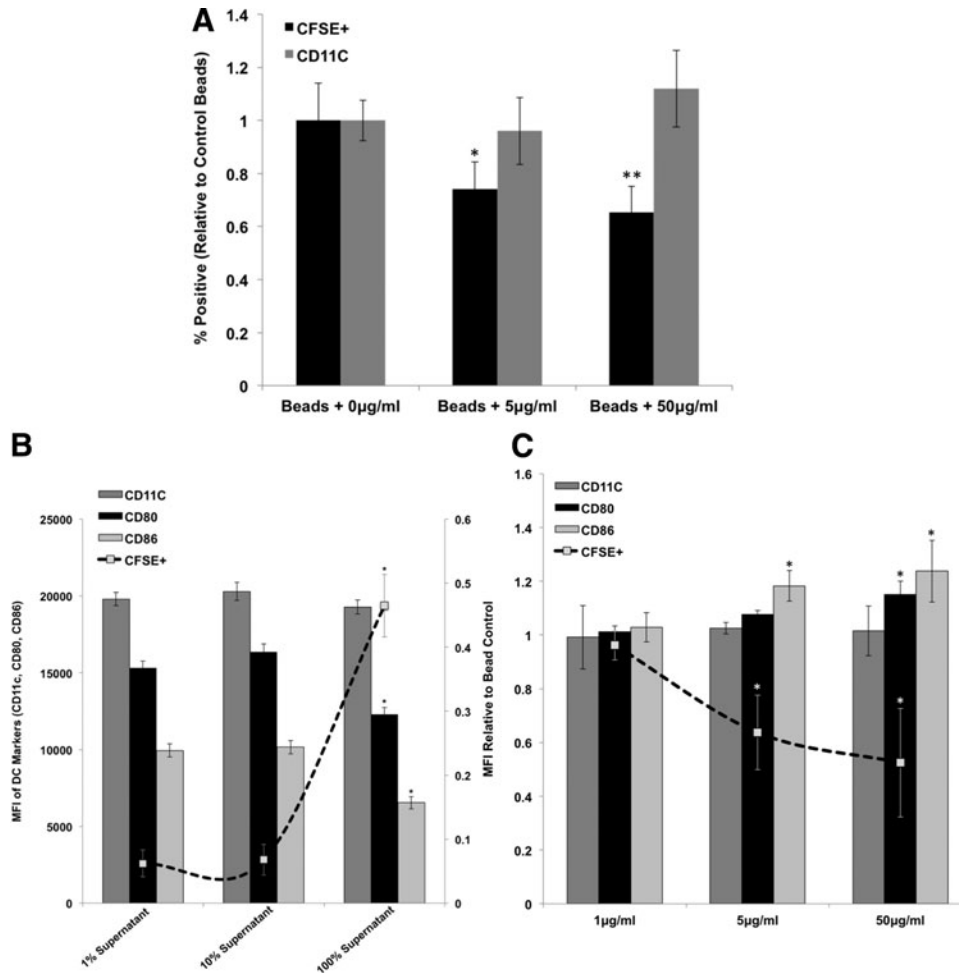 A
CFSE+
CD11C
% Positive (Relative to Control Beads)
1.4
1.2
1
0.8
0.6
0.4
0.2
0
*
**
Beads + 0µg/ml
Beads + 5µg/ml
Beads + 50µg/ml
B
CD11C
CD80
CD86
CFSE+
MFI of DC Markers (CD11c, CD80, CD86)
25000
20000
15000
10000
5000
0
0.6
0.5
0.4
0.3
0.2
0.1
0
*
*
*
1% Supernatant
10% Supernatant
100% Supernatant
C
CD11C
CD80
CD86
CFSE+
MFI Relative to Bead Control
1.6
1.4
1.2
1
0.8
0.6
0.4
0.2
0
*
*
*
*
*
1µg/ml
5µg/ml
50µg/ml